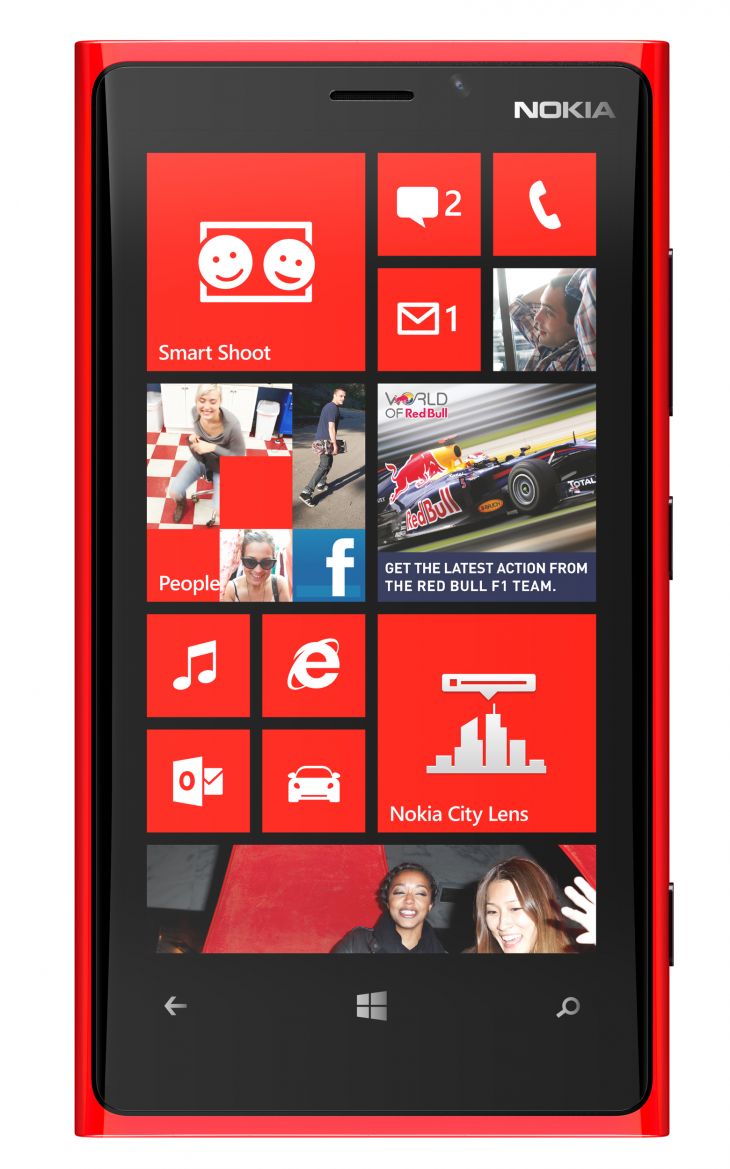 NOKIA
2
Smart Shoot
1
WORLD
OF Red Bull
Red Bull
TOTAL
People
f
GET THE LATEST ACTION FROM
THE RED BULL F1 TEAM.
Nokia City Lens